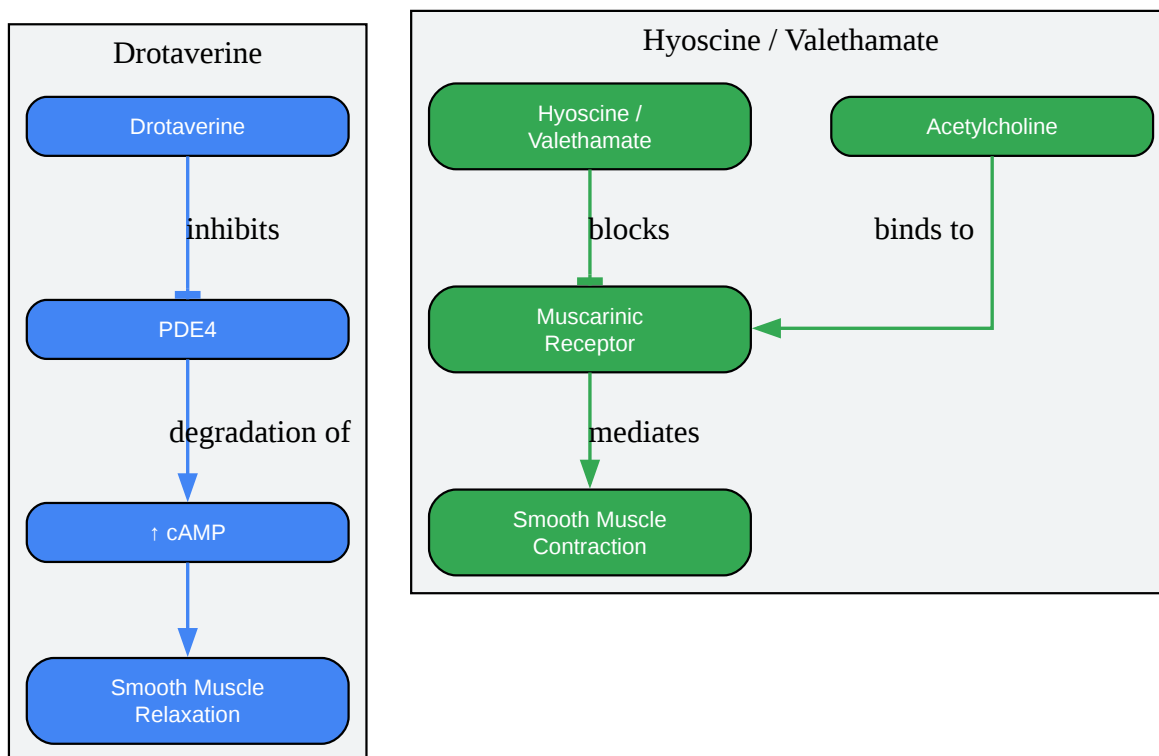 Drotaverine
Drotaverine
inhibits
PDE4
degradation of
↑ cAMP
Smooth Muscle
Relaxation
Hyoscine / Valethamate
Hyoscine /
Valethamate
Acetylcholine
blocks
binds to
Muscarinic
Receptor
mediates
Smooth Muscle
Contraction